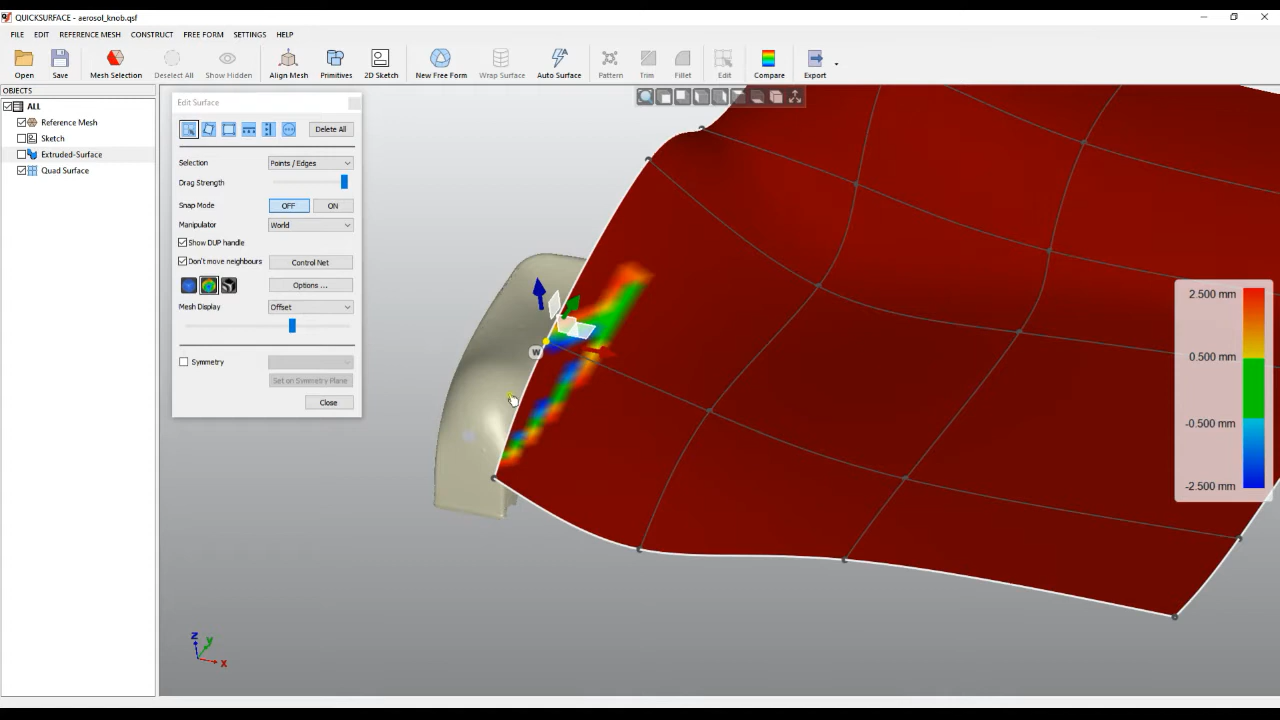 QUICKSURFACE - aerosol_knob.qsf
FILE EDIT REFERENCE MESH CONSTRUCT FREE FORM SETTINGS HELP
Open Save Mesh Selection Deselect All Show Hidden Align Mesh Primitives 2D Sketch New Free Form Wrap Surface Auto Surface Pattern Trim Fillet Edit Compare Export
OBJECTS
ALL
Reference Mesh
Sketch
Extruded-Surface
Quad Surface
Edit Surface
Delete All
Selection Points / Edges
Drag Strength
Snap Mode OFF ON
Manipulator World
Show DUP handle
Don't move neighbours Control Net
Options ...
Mesh Display Offset
Symmetry
Set on Symmetry Plane
Close
W
2.500 mm
0.500 mm
-0.500 mm
-2.500 mm
z
y
x